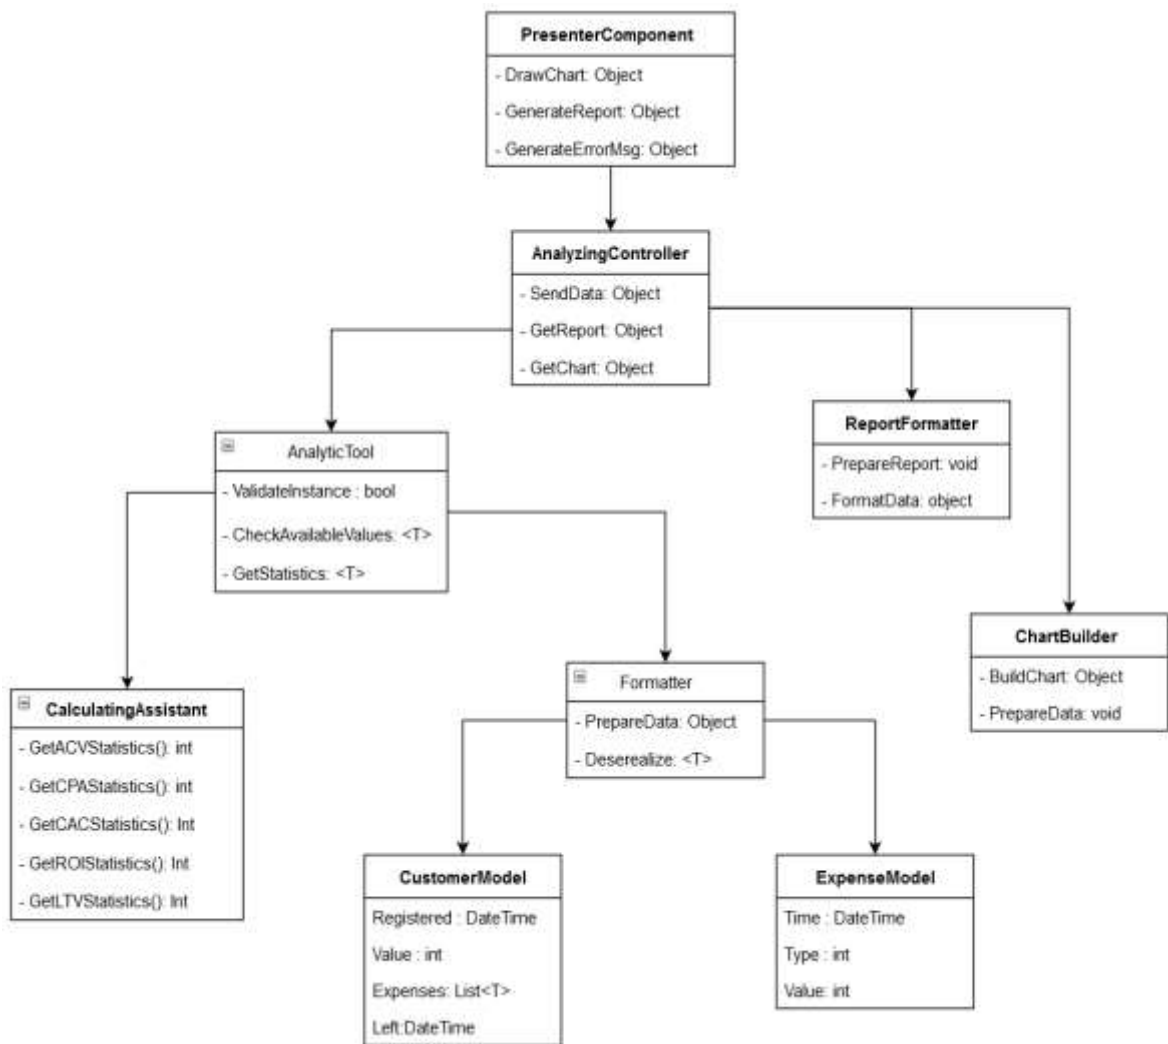 PresenterComponent
- DrawChart: Object
- GenerateReport: Object
- GenerateErrorMsg: Object
AnalyzingController
- SendData: Object
- GetReport: Object
- GetChart: Object
ReportFormatter
- PrepareReport: void
- FormatData: object
AnalyticTool
- ValidateInstance : bool
- CheckAvailableValues: <T>
- GetStatistics: <T>
ChartBuilder
- BuildChart: Object
- PrepareData: void
Formatter
- PrepareData: Object
- Deserealize: <T>
CalculatingAssistant
- GetACVStatistics(): int
- GetCPAStatistics(): int
- GetCACStatistics(): Int
- GetROIStatistics(): Int
- GetLTVStatistics(): Int
CustomerModel
Registered : DateTime
Value : int
Expenses: List<T>
Left:DateTime
ExpenseModel
Time : DateTime
Type : int
Value: int